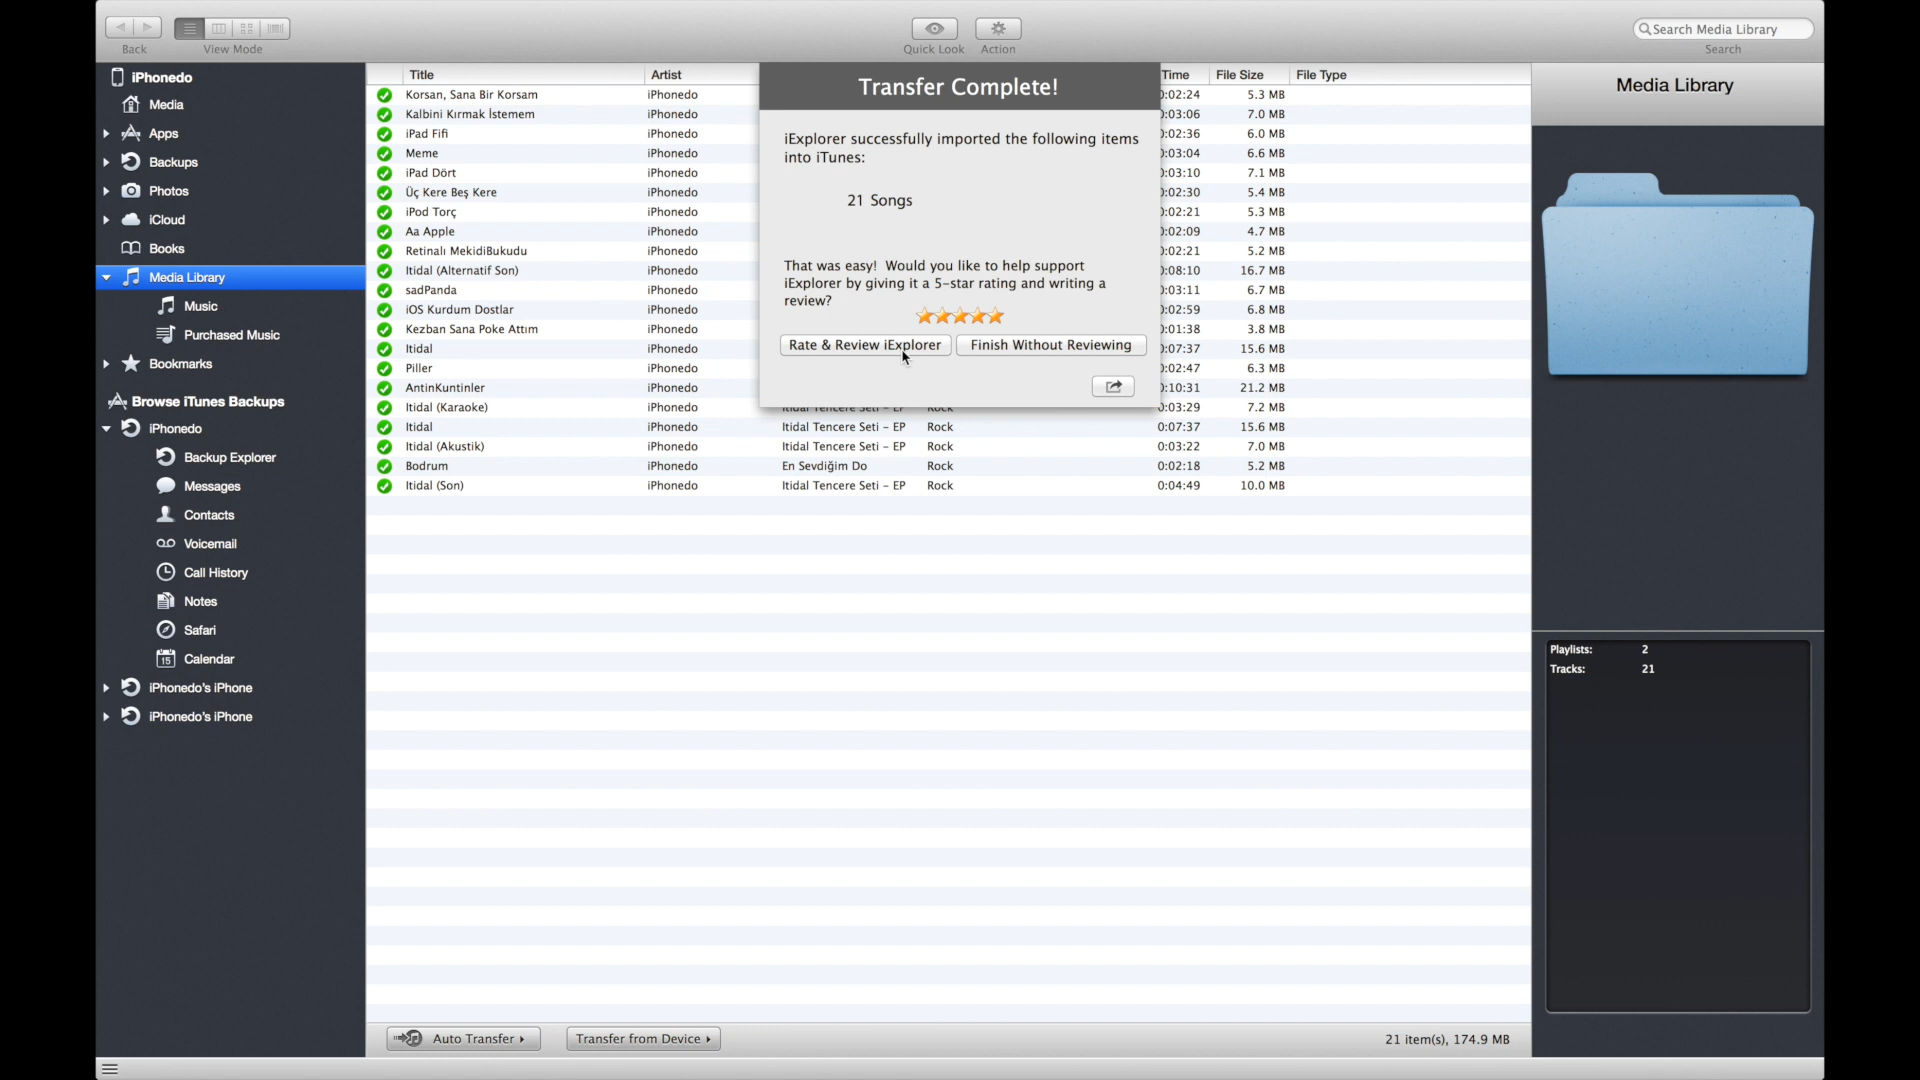 Back
View Mode
Quick Look
Action
Search Media Library
Search
iPhonedo
Media
Apps
Backups
Photos
iCloud
Books
Media Library
Music
Purchased Music
Bookmarks
Browse iTunes Backups
iPhonedo
Backup Explorer
Messages
Contacts
Voicemail
Call History
Notes
Safari
Calendar
iPhonedo's iPhone
iPhonedo's iPhone
Title Artist Time File Size File Type
Korsan, Sana Bir Korsam iPhonedo 0:02:24 5.3 MB
Kalbini Kırmak İstemem iPhonedo 0:03:06 7.0 MB
iPad Fifi iPhonedo 0:02:36 6.0 MB
Meme iPhonedo 0:03:04 6.6 MB
iPad Dört iPhonedo 0:03:10 7.1 MB
Üç Kere Beş Kere iPhonedo 0:02:30 5.4 MB
iPod Torç iPhonedo 0:02:21 5.3 MB
Aa Apple iPhonedo 0:02:09 4.7 MB
Retinalı MekidiBukudu iPhonedo 0:02:21 5.2 MB
Itidal (Alternatif Son) iPhonedo 0:08:10 16.7 MB
sadPanda iPhonedo 0:03:11 6.7 MB
iOS Kurdum Dostlar iPhonedo 0:02:59 6.8 MB
Kezban Sana Poke Attım iPhonedo 0:01:38 3.8 MB
Itidal iPhonedo 0:07:37 15.6 MB
Piller iPhonedo 0:02:47 6.3 MB
AntinKuntinler iPhonedo 0:10:31 21.2 MB
Itidal (Karaoke) iPhonedo Itidal Tencere Seti - EP Rock 0:03:29 7.2 MB
Itidal iPhonedo Itidal Tencere Seti - EP Rock 0:07:37 15.6 MB
Itidal (Akustik) iPhonedo Itidal Tencere Seti - EP Rock 0:03:22 7.0 MB
Bodrum iPhonedo En Sevdiğim Do Rock 0:02:18 5.2 MB
Itidal (Son) iPhonedo Itidal Tencere Seti - EP Rock 0:04:49 10.0 MB
Transfer Complete!
iExplorer successfully imported the following items
into iTunes:
21 Songs
That was easy! Would you like to help support
iExplorer by giving it a 5-star rating and writing a
review?
Rate & Review iExplorer
Finish Without Reviewing
Media Library
Playlists: 2
Tracks: 21
Auto Transfer
Transfer from Device
21 item(s), 174.9 MB